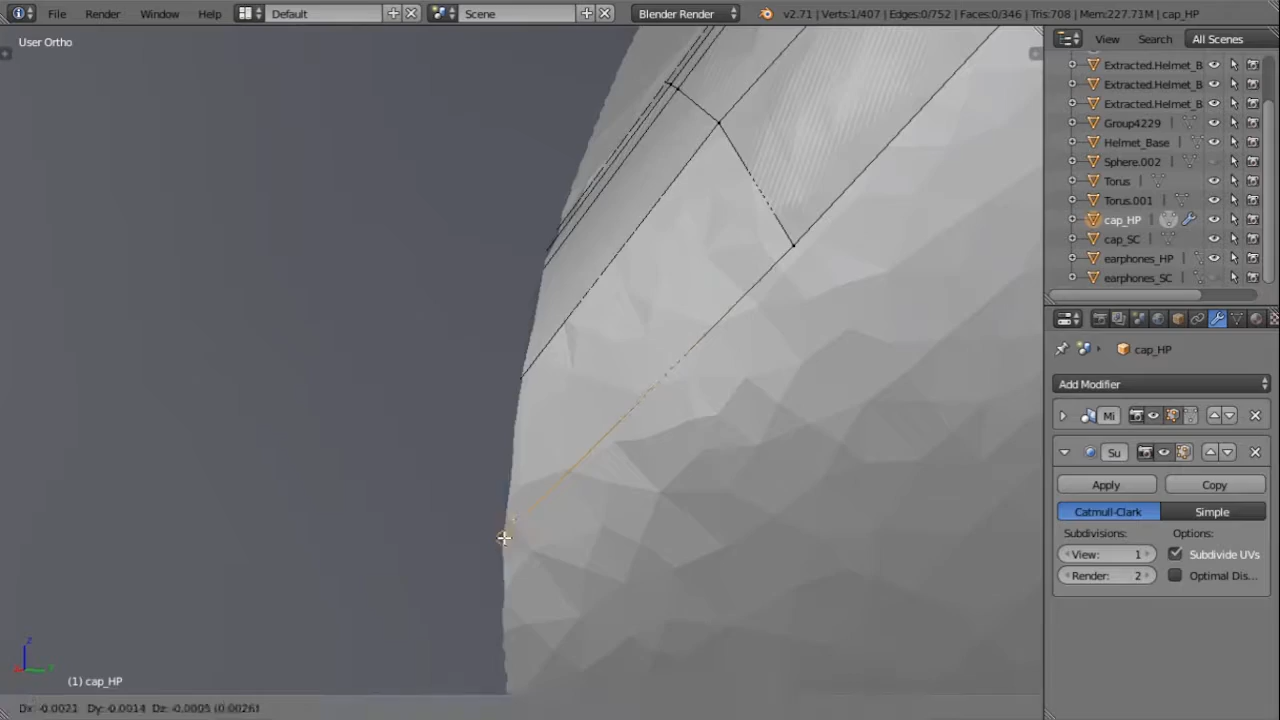 File Render Window Help Default Scene Blender Render v2.71 | Verts:1/407 | Edges:0/752 | Faces:0/346 | Tris:708 | Mem:227.71M | cap_HP
User Ortho
View Search All Scenes
Extracted.Helmet_B
Extracted.Helmet_B
Extracted.Helmet_B
Group4229
Helmet_Base
Sphere.002
Torus
Torus.001
cap_HP
cap_SC
earphones_HP
earphones_SC
cap_HP
Add Modifier
Mi
Su
Apply Copy
Catmull-Clark Simple
Subdivisions: Options:
View: 1 Subdivide UVs
Render: 2 Optimal Dis...
z
(1) cap_HP
Dx: -0.0021 Dy: -0.0014 Dz: -0.0005 (0.0026)